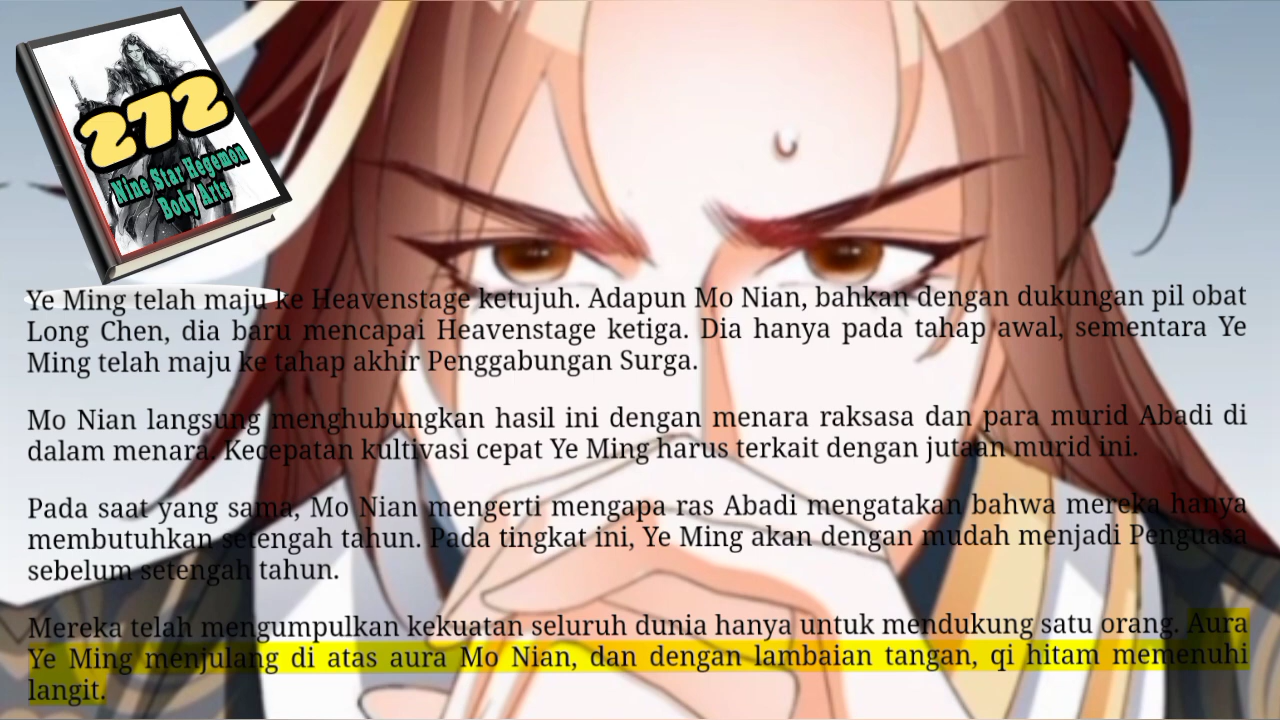 272
Nine Star Hegemon
Body Arts
Ye Ming telah maju ke Heavenstage ketujuh. Adapun Mo Nian, bahkan dengan dukungan pil obat
Long Chen, dia baru mencapai Heavenstage ketiga. Dia hanya pada tahap awal, sementara Ye
Ming telah maju ke tahap akhir Penggabungan Surga.
Mo Nian langsung menghubungkan hasil ini dengan menara raksasa dan para murid Abadi di
dalam menara. Kecepatan kultivasi cepat Ye Ming harus terkait dengan jutaan murid ini.
Pada saat yang sama, Mo Nian mengerti mengapa ras Abadi mengatakan bahwa mereka hanya
membutuhkan setengah tahun. Pada tingkat ini, Ye Ming akan dengan mudah menjadi Penguasa
sebelum setengah tahun.
Mereka telah mengumpulkan kekuatan seluruh dunia hanya untuk mendukung satu orang. Aura
Ye Ming menjulang di atas aura Mo Nian, dan dengan lambaian tangan, qi hitam memenuhi
langit.